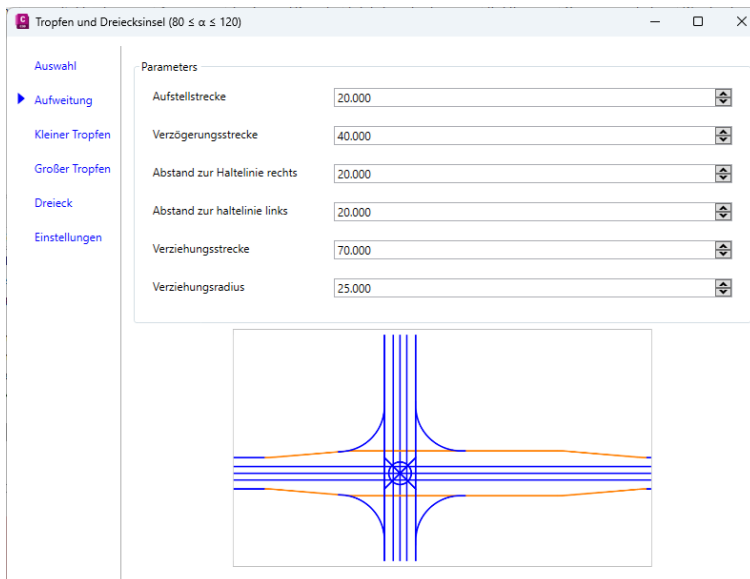 Tropfen und Dreiecksinsel (80 ≤ α ≤ 120)
Auswahl
Aufweitung
Kleiner Tropfen
Großer Tropfen
Dreieck
Einstellungen
Parameters
Aufstellstrecke 20.000
Verzögerungsstrecke 40.000
Abstand zur Haltelinie rechts 20.000
Abstand zur haltelinie links 20.000
Verziehungsstrecke 70.000
Verziehungsradius 25.000